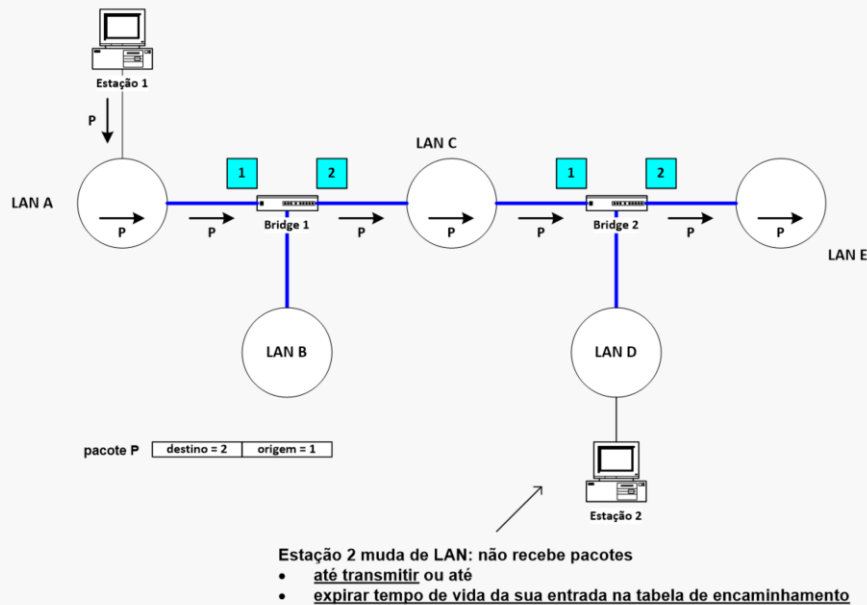 Estação 1
P
LAN C
1
2
1
2
LAN A
P
P
Bridge 1
P
P
P
Bridge 2
P
P
LAN E
LAN B
LAN D
pacote P destino = 2 origem = 1
Estação 2
Estação 2 muda de LAN: não recebe pacotes
• até transmitir ou até
• expirar tempo de vida da sua entrada na tabela de encaminhamento